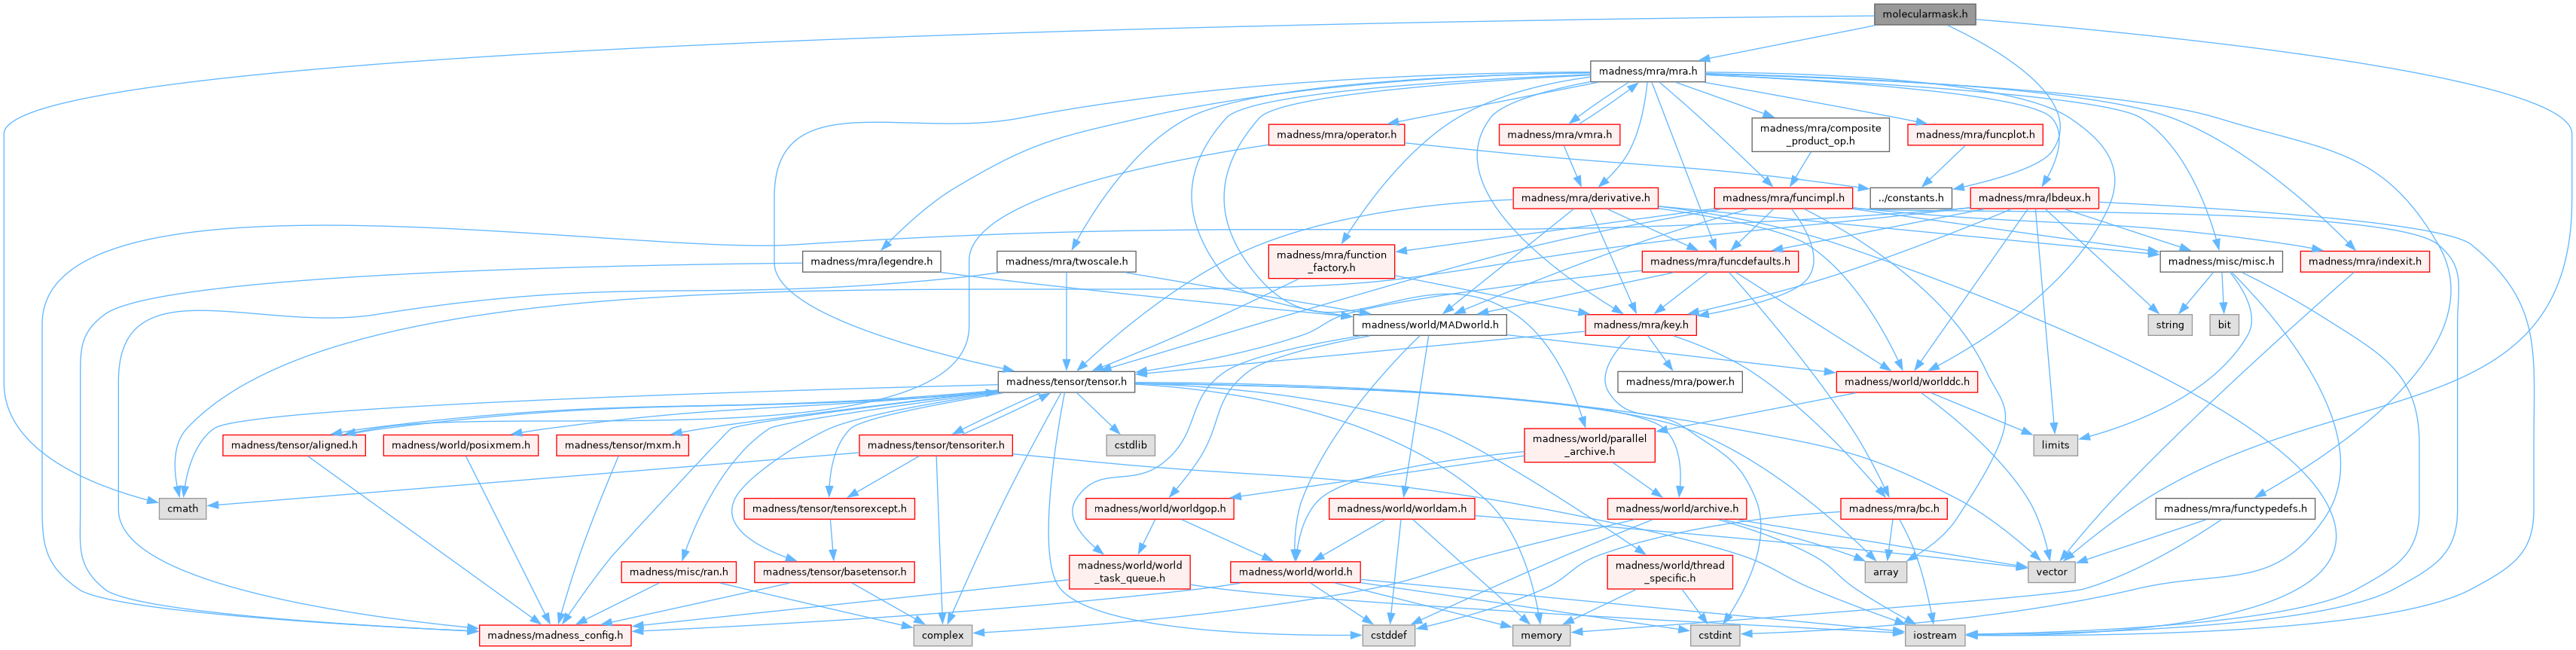 molecularmask.h
madness/mra/mra.h
madness/mra/operator.h
madness/mra/vmra.h
madness/mra/composite
_product_op.h
madness/mra/funcplot.h
madness/mra/derivative.h
madness/mra/funcimpl.h
../constants.h
madness/mra/lbdeux.h
madness/mra/legendre.h
madness/mra/twoscale.h
madness/mra/function
_factory.h
madness/mra/funcdefaults.h
madness/misc/misc.h
madness/mra/indexit.h
madness/world/MADworld.h
madness/mra/key.h
string
bit
madness/tensor/tensor.h
madness/mra/power.h
madness/world/worlddc.h
madness/tensor/aligned.h
madness/world/posixmem.h
madness/tensor/mxm.h
madness/tensor/tensoriter.h
cstdlib
madness/world/parallel
_archive.h
limits
cmath
madness/tensor/tensorexcept.h
madness/world/worldgop.h
madness/world/worldam.h
madness/world/archive.h
madness/mra/bc.h
madness/mra/functypedefs.h
madness/misc/ran.h
madness/tensor/basetensor.h
madness/world/world
_task_queue.h
madness/world/world.h
madness/world/thread
_specific.h
array
vector
madness/madness_config.h
complex
cstddef
memory
cstdint
iostream